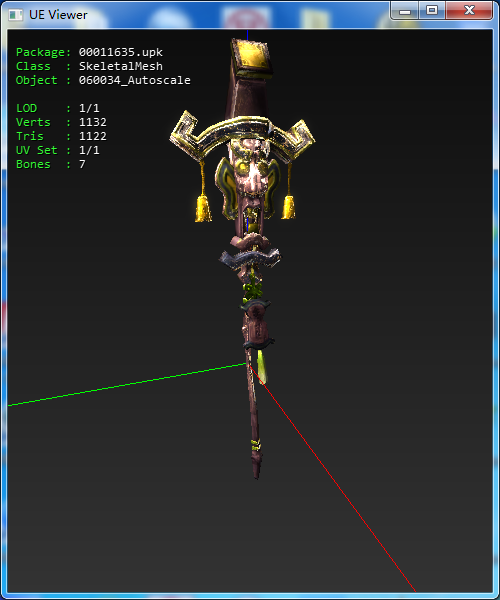 UE Viewer
Package: 00011635.upk
Class : SkeletalMesh
Object : 060034_Autoscale
LOD : 1/1
Verts : 1132
Tris : 1122
UV Set : 1/1
Bones : 7